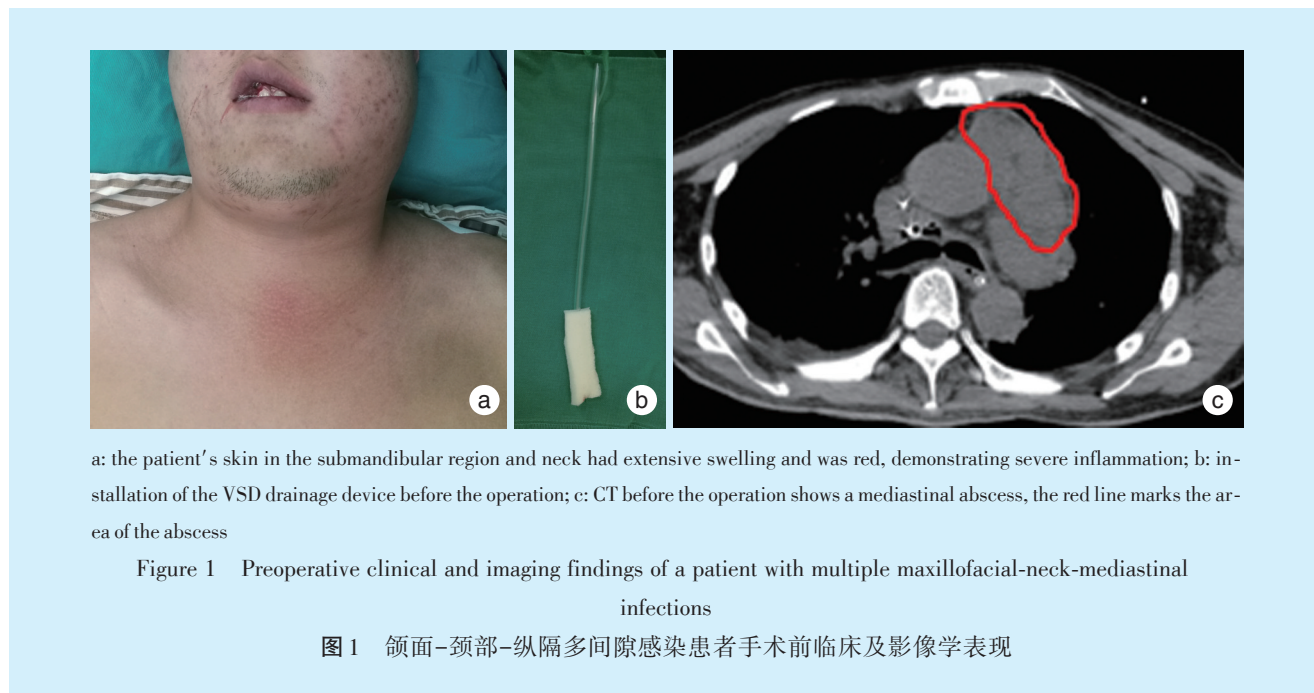 a
b
c
a: the patient′s skin in the submandibular region and neck had extensive swelling and was red, demonstrating severe inflammation; b: in-
stallation of the VSD drainage device before the operation; c: CT before the operation shows a mediastinal abscess, the red line marks the ar-
ea of the abscess
Figure 1 Preoperative clinical and imaging findings of a patient with multiple maxillofacial-neck-mediastinal
infections
图1 颌面-颈部-纵隔多间隙感染患者手术前临床及影像学表现